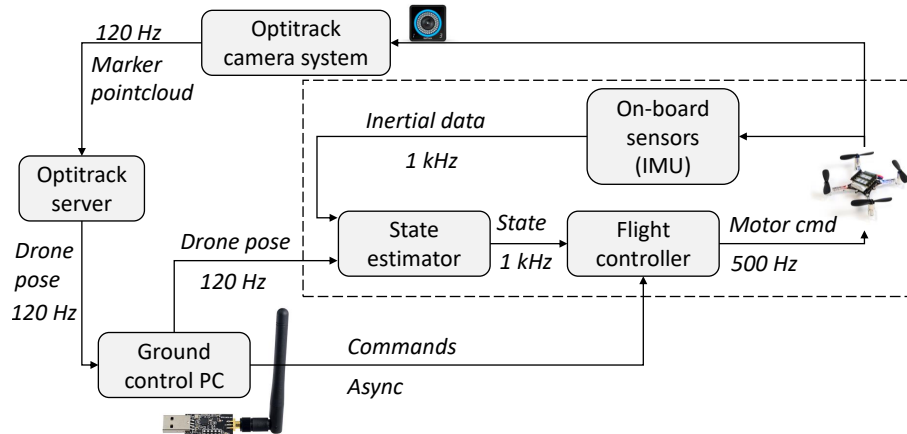 120 Hz
Marker
pointcloud
Optitrack
camera system
Inertial data
1 kHz
On-board
sensors
(IMU)
Optitrack
server
Drone
pose
120 Hz
Drone pose
120 Hz
State
estimator
State
1 kHz
Flight
controller
Motor cmd
500 Hz
Ground
control PC
Commands
Async